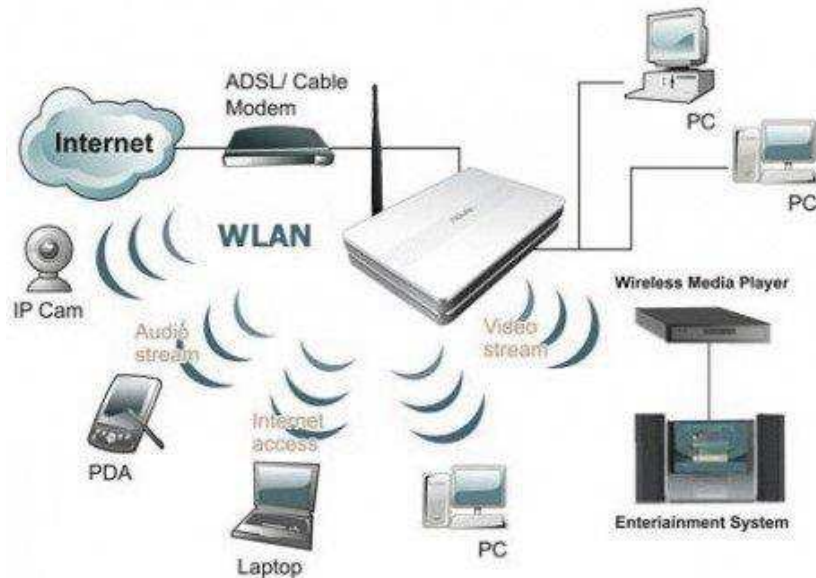 ADSL/ Cable
Modem
Internet
PC
PC
WLAN
IP Cam
Wireless Media Player
Audio
stream
Video
stream
Internet
access
PDA
Laptop
PC
Enteriainment System